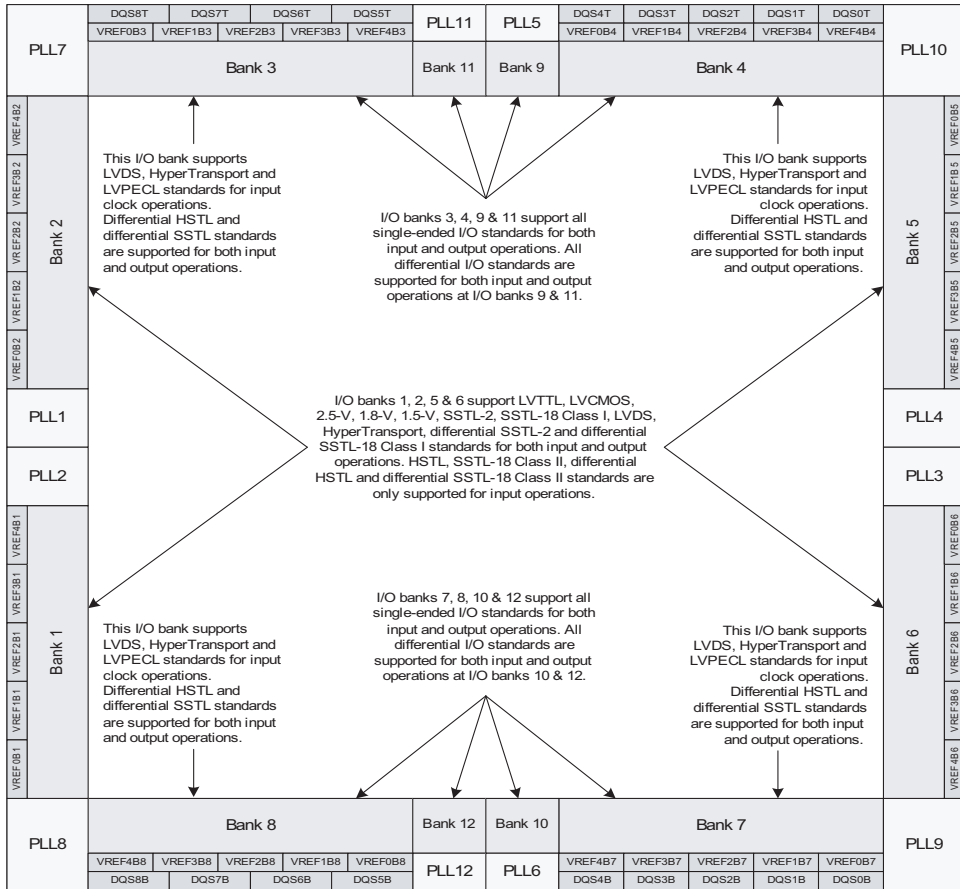 DQS8T DQS7T DQS6T DQS5T PLL11 PLL5 DQS4T DQS3T DQS2T DQS1T DQS0T
PLL7 VREF0B3 VREF1B3 VREF2B3 VREF3B3 VREF4B3 VREF0B4 VREF1B4 VREF2B4 VREF3B4 VREF4B4 PLL10
Bank 3 Bank 11 Bank 9 Bank 4
VREF4B2
VREF3B2
VREF2B2
VREF1B2
VREF0B2
Bank 2
This I/O bank supports
LVDS, HyperTransport and
LVPECL standards for input
clock operations.
Differential HSTL and
differential SSTL standards
are supported for both input
and output operations.
I/O banks 3, 4, 9 & 11 support all
single-ended I/O standards for both
input and output operations. All
differential I/O standards are
supported for both input and output
operations at I/O banks 9 & 11.
This I/O bank supports
LVDS, HyperTransport and
LVPECL standards for input
clock operations.
Differential HSTL and
differential SSTL standards
are supported for both input
and output operations.
Bank 5
VREF0B5
VREF1B5
VREF2B5
VREF3B5
VREF4B5
PLL1
PLL2
I/O banks 1, 2, 5 & 6 support LVTTL, LVCMOS,
2.5-V, 1.8-V, 1.5-V, SSTL-2, SSTL-18 Class I, LVDS,
HyperTransport, differential SSTL-2 and differential
SSTL-18 Class I standards for both input and output
operations. HSTL, SSTL-18 Class II, differential
HSTL and differential SSTL-18 Class II standards are
only supported for input operations.
PLL4
PLL3
VREF4B1
VREF3B1
VREF2B1
VREF1B1
VREF0B1
Bank 1
This I/O bank supports
LVDS, HyperTransport and
LVPECL standards for input
clock operations.
Differential HSTL and
differential SSTL standards
are supported for both input
and output operations.
I/O banks 7, 8, 10 & 12 support all
single-ended I/O standards for both
input and output operations. All
differential I/O standards are
supported for both input and output
operations at I/O banks 10 & 12.
This I/O bank supports
LVDS, HyperTransport and
LVPECL standards for input
clock operations.
Differential HSTL and
differential SSTL standards
are supported for both input
and output operations.
Bank 6
VREF0B6
VREF1B6
VREF2B6
VREF3B6
VREF4B6
Bank 8 Bank 12 Bank 10 Bank 7
PLL8 VREF4B8 VREF3B8 VREF2B8 VREF1B8 VREF0B8 PLL12 PLL6 VREF4B7 VREF3B7 VREF2B7 VREF1B7 VREF0B7 PLL9
DQS8B DQS7B DQS6B DQS5B DQS4B DQS3B DQS2B DQS1B DQS0B